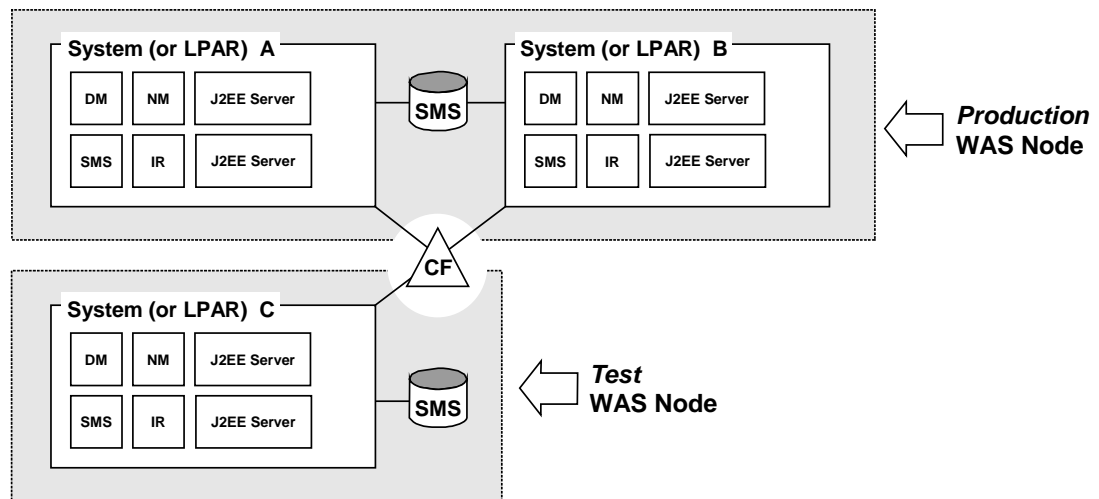 System (or LPAR) A
DM NM J2EE Server
SMS IR J2EE Server
SMS
System (or LPAR) B
DM NM J2EE Server
SMS IR J2EE Server
Production
WAS Node
CF
System (or LPAR) C
DM NM J2EE Server
SMS IR J2EE Server
SMS
Test
WAS Node